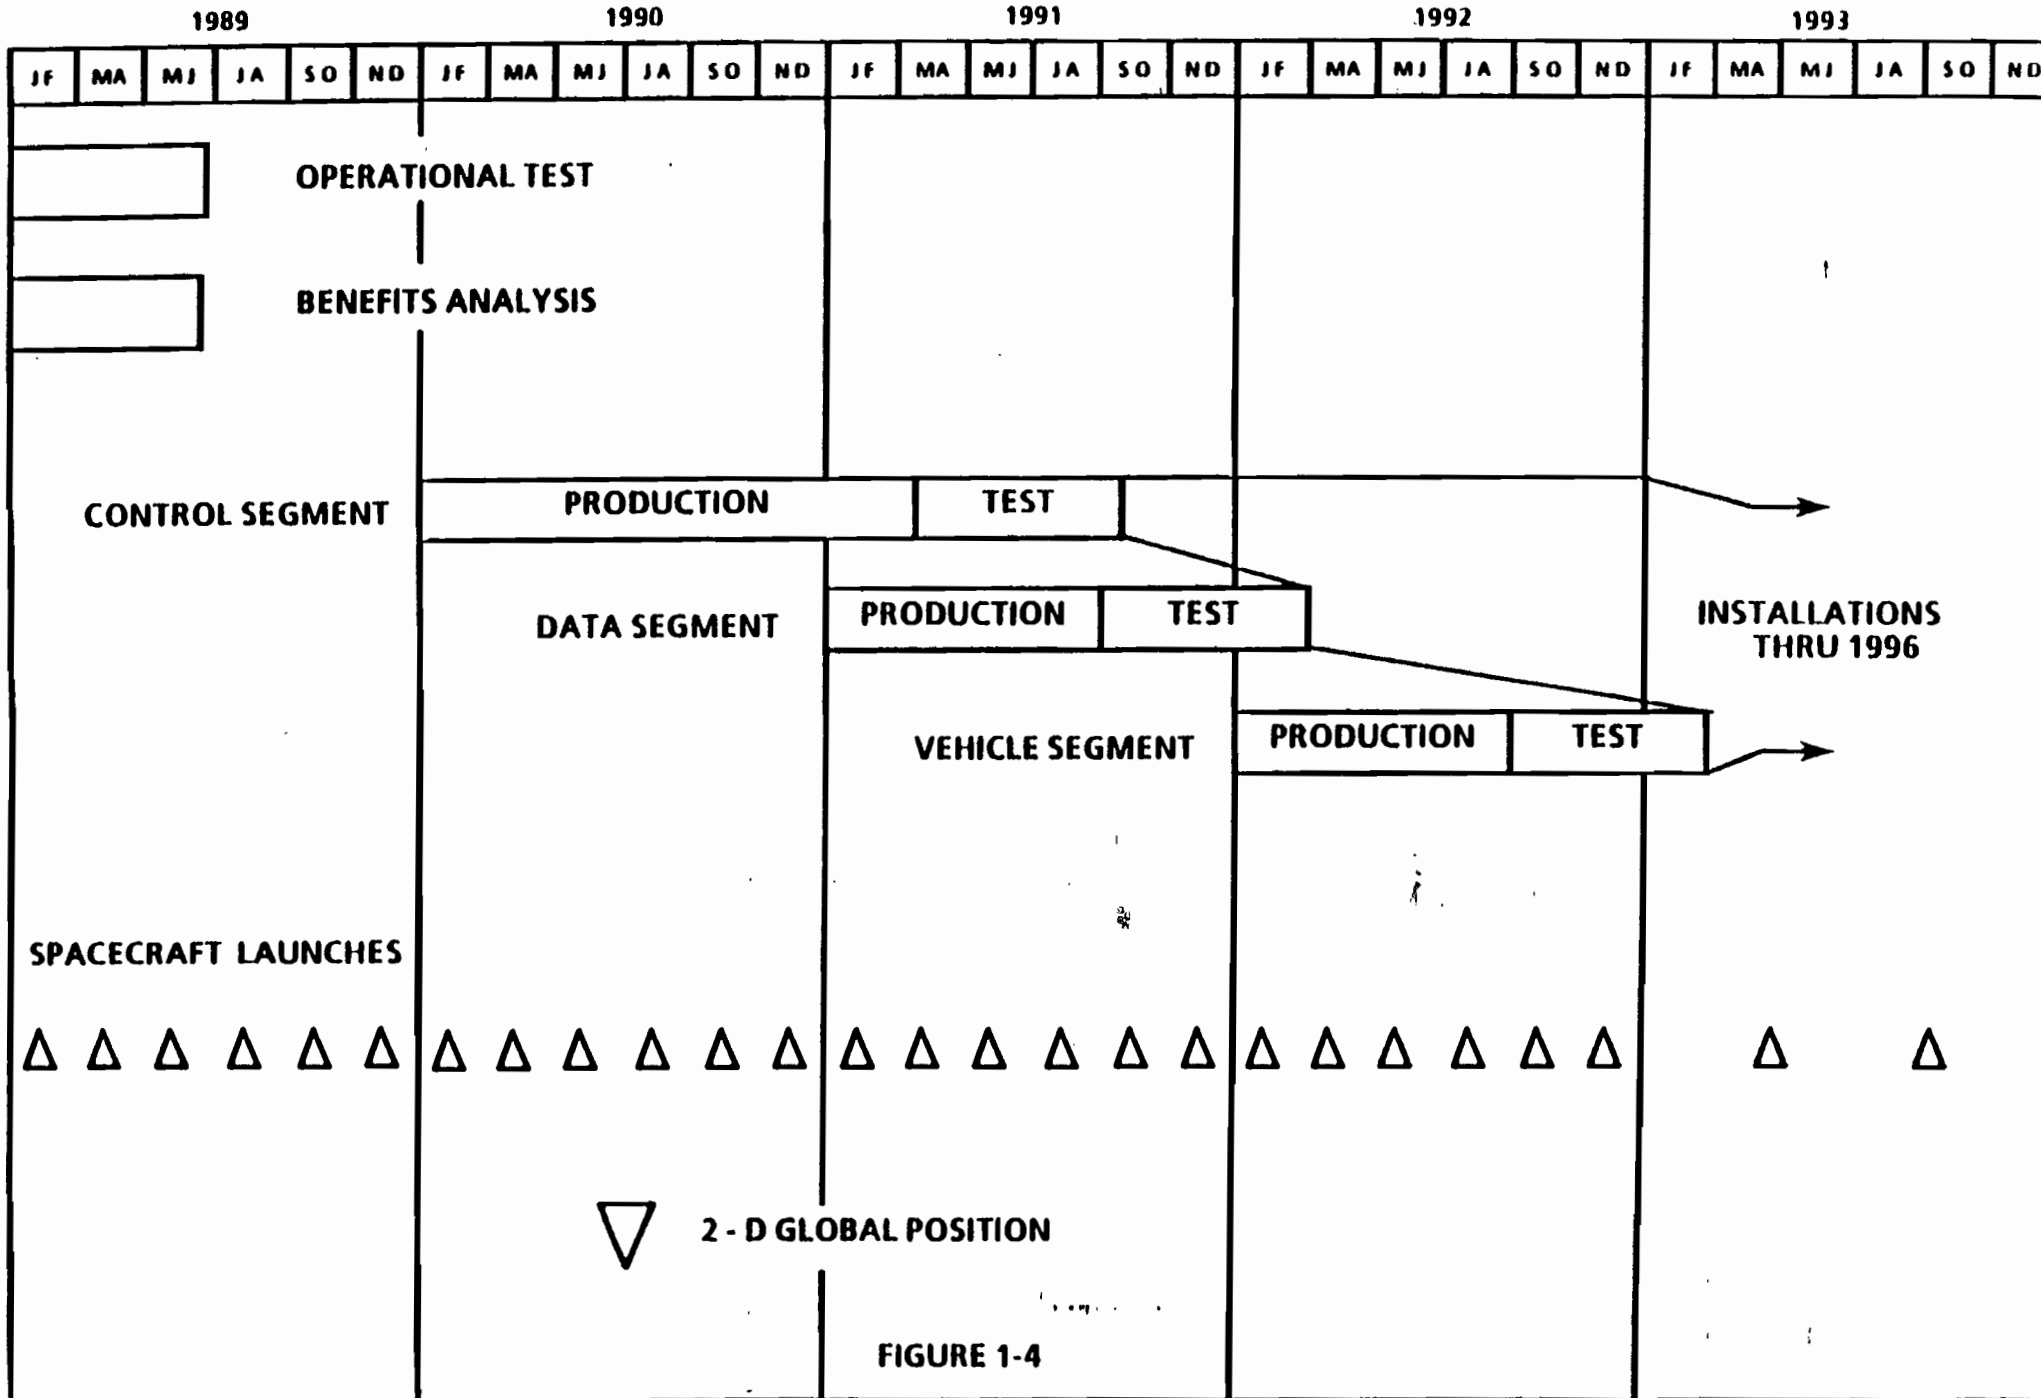 1989 1990 1991 1992 1993
JF MA MJ JA SO ND JF MA MJ JA SO ND JF MA MJ JA SO ND JF MA MJ JA SO ND JF MA MJ JA SO ND
OPERATIONAL TEST
BENEFITS ANALYSIS
CONTROL SEGMENT PRODUCTION TEST
DATA SEGMENT PRODUCTION TEST
INSTALLATIONS
THRU 1996
VEHICLE SEGMENT PRODUCTION TEST
SPACECRAFT LAUNCHES
2 - D GLOBAL POSITION
FIGURE 1-4